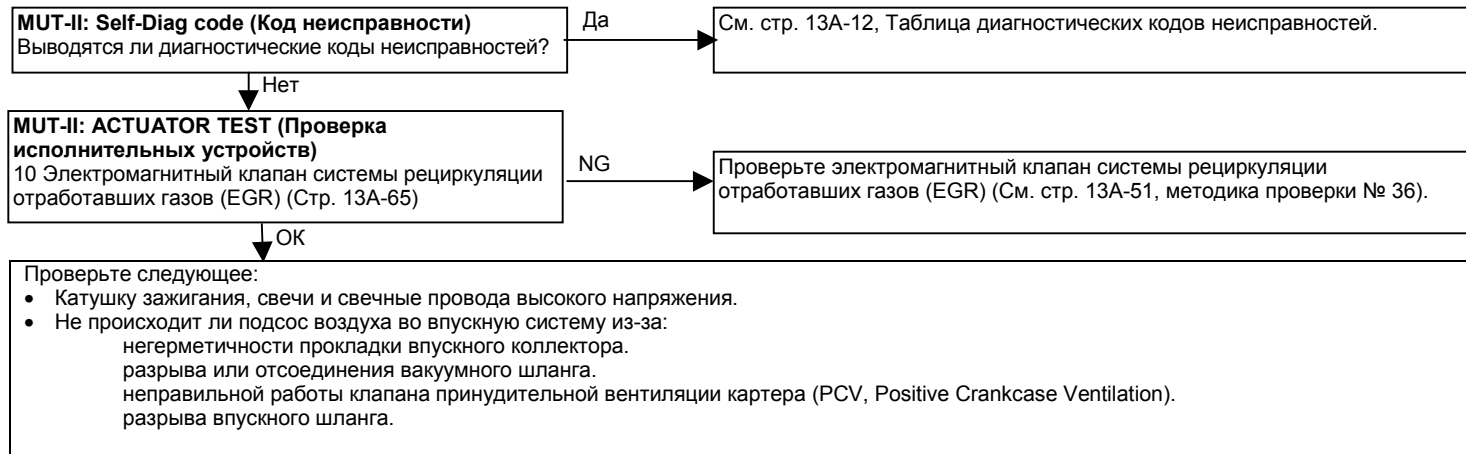 MUT-II: Self-Diag code (Код неисправности)
Выводятся ли диагностические коды неисправностей?
Да
См. стр. 13А-12, Таблица диагностических кодов неисправностей.
Нет
MUT-II: ACTUATOR TEST (Проверка
исполнительных устройств)
10 Электромагнитный клапан системы рециркуляции
отработавших газов (EGR) (Стр. 13А-65)
NG
Проверьте электромагнитный клапан системы рециркуляции
отработавших газов (EGR) (См. стр. 13А-51, методика проверки № 36).
ОК
Проверьте следующее:
• Катушку зажигания, свечи и свечные провода высокого напряжения.
• Не происходит ли подсос воздуха во впускную систему из-за:
негерметичности прокладки впускного коллектора.
разрыва или отсоединения вакуумного шланга.
неправильной работы клапана принудительной вентиляции картера (PCV, Positive Crankcase Ventilation).
разрыва впускного шланга.